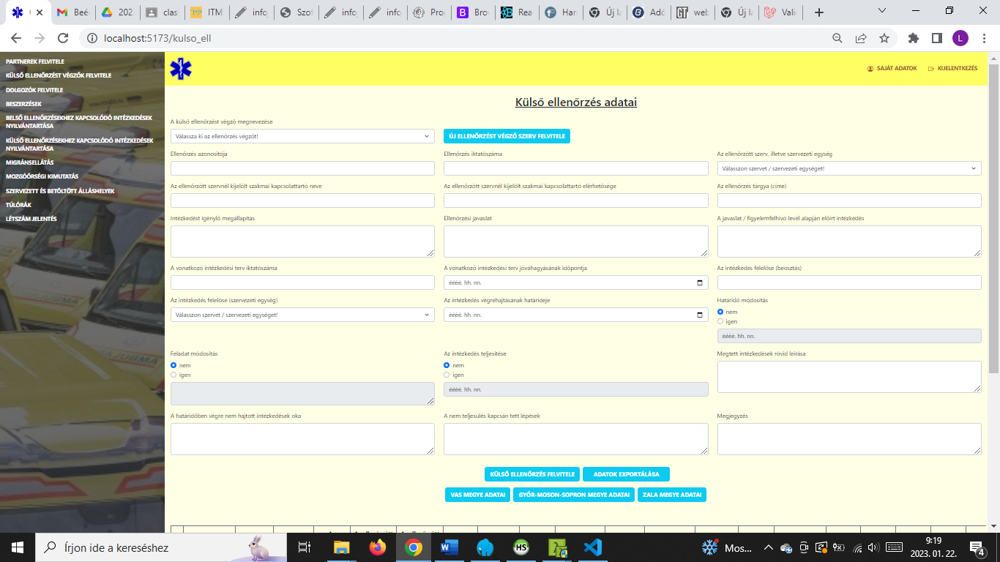 Beé
202
clas
ITM
info
Szof
info
info
Pro
Bro
Rea
Har
Új la
Adó
web
Új la
Vali
localhost:5173/kulso_ell
L
PARTNEREK FELVITELE
KÜLSŐ ELLENŐRZÉST VÉGZŐK FELVITELE
DOLGOZÓK FELVITELE
BESZERZÉSEK
BELSŐ ELLENŐRZÉSEKHEZ KAPCSOLÓDÓ INTÉZKEDÉSEK
NYILVÁNTARTÁSA
KÜLSŐ ELLENŐRZÉSEKHEZ KAPCSOLÓDÓ INTÉZKEDÉSEK
NYILVÁNTARTÁSA
MIGRÁNSELLÁTÁS
MOZGÓŐRSÉGI KIMUTATÁS
SZERVEZETT ÉS BETÖLTÖTT ÁLLÁSHELYEK
TÚLÓRÁK
LÉTSZÁM JELENTÉS
SAJÁT ADATOK
KIJELENTKEZÉS
Külső ellenőrzés adatai
A külső ellenőrzést végző megnevezése
Válassza ki az ellenőrzés végzőt!
ÚJ ELLENŐRZÉST VÉGZŐ SZERV FELVITELE
Ellenőrzés azonosítója
Ellenőrzés iktatószáma
Az ellenőrzött szerv, illetve szervezeti egység
Válasszon szervet / szervezeti egységet!
Az ellenőrzött szervnél kijelölt szakmai kapcsolattartó neve
Az ellenőrzött szervnél kijelölt szakmai kapcsolattartó elérhetősége
Az ellenőrzés tárgya (címe)
Intézkedést igénylő megállapítás
Ellenőrzési javaslat
A javaslat / figyelemfelhívó levél alapján előírt intézkedés
A vonatkozó intézkedési terv iktatószáma
A vonatkozó intézkedési terv jóváhagyásának időpontja
éééé. hh. nn.
Az intézkedés felelőse (beosztás)
Az intézkedés felelőse (szervezeti egység)
Válasszon szervet / szervezeti egységet!
Az intézkedés végrehajtásának határideje
éééé. hh. nn.
Határidő módosítás
nem
igen
éééé. hh. nn.
Feladat módosítás
nem
igen
Az intézkedés teljesítése
nem
igen
éééé. hh. nn.
Megtett intézkedések rövid leírása
A határidőben végre nem hajtott intézkedések oka
A nem teljesülés kapcsán tett lépések
Megjegyzés
KÜLSŐ ELLENŐRZÉS FELVITELE
ADATOK EXPORTÁLÁSA
VAS MEGYE ADATAI
GYŐR-MOSON-SOPRON MEGYE ADATAI
ZALA MEGYE ADATAI
Írjon ide a kereséshez
HS
Mos...
9:19
2023. 01. 22.
4